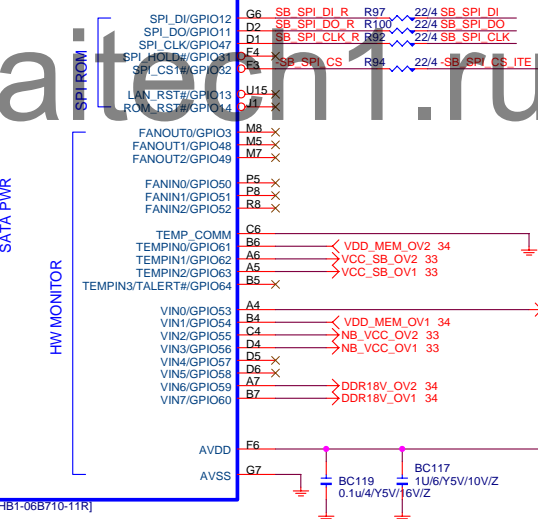 SPI_DI/GPIO12 G6 SB_SPI_DI_R R97 22/4 SB_SPI_DI
SPI_DO/GPIO11 D2 SB_SPI_DO_R R100 22/4 SB_SPI_DO
SPI_CLK/GPIO47 D1 SB_SPI_CLK_R R92 22/4 SB_SPI_CLK
SPI_HOLD#/GPIO31 F4
SPI_CS1#/GPIO32 F3 -SB_SPI_CS R94 22/4 -SB_SPI_CS_ITE
SPI ROM
aitech1.ru
LAN_RST#/GPIO13 U15
ROM_RST#/GPIO14 J1
FANOUT0/GPIO3 M8
FANOUT1/GPIO48 M5
FANOUT2/GPIO49 M7
FANIN0/GPIO50 P5
FANIN1/GPIO51 P8
FANIN2/GPIO52 R8
SATA PWR
HW MONITOR
TEMP_COMM C6
TEMPIN0/GPIO61 B6 VDD_MEM_OV2 34
TEMPIN1/GPIO62 A6 VCC_SB_OV2 33
TEMPIN2/GPIO63 A5 VCC_SB_OV1 33
TEMPIN3/TALERT#/GPIO64 B5
VIN0/GPIO53 A4
VIN1/GPIO54 B4 VDD_MEM_OV1 34
VIN2/GPIO55 C4 NB_VCC_OV2 33
VIN3/GPIO56 D4 NB_VCC_OV1 33
VIN4/GPIO57 D5
VIN5/GPIO58 D6
VIN6/GPIO59 A7 DDR18V_OV2 34
VIN7/GPIO60 B7 DDR18V_OV1 34
AVDD F6
AVSS G7
BC119
0.1u/4/Y5V/16V/Z
BC117
1U/6/Y5V/10V/Z
HB1-06B710-11R]